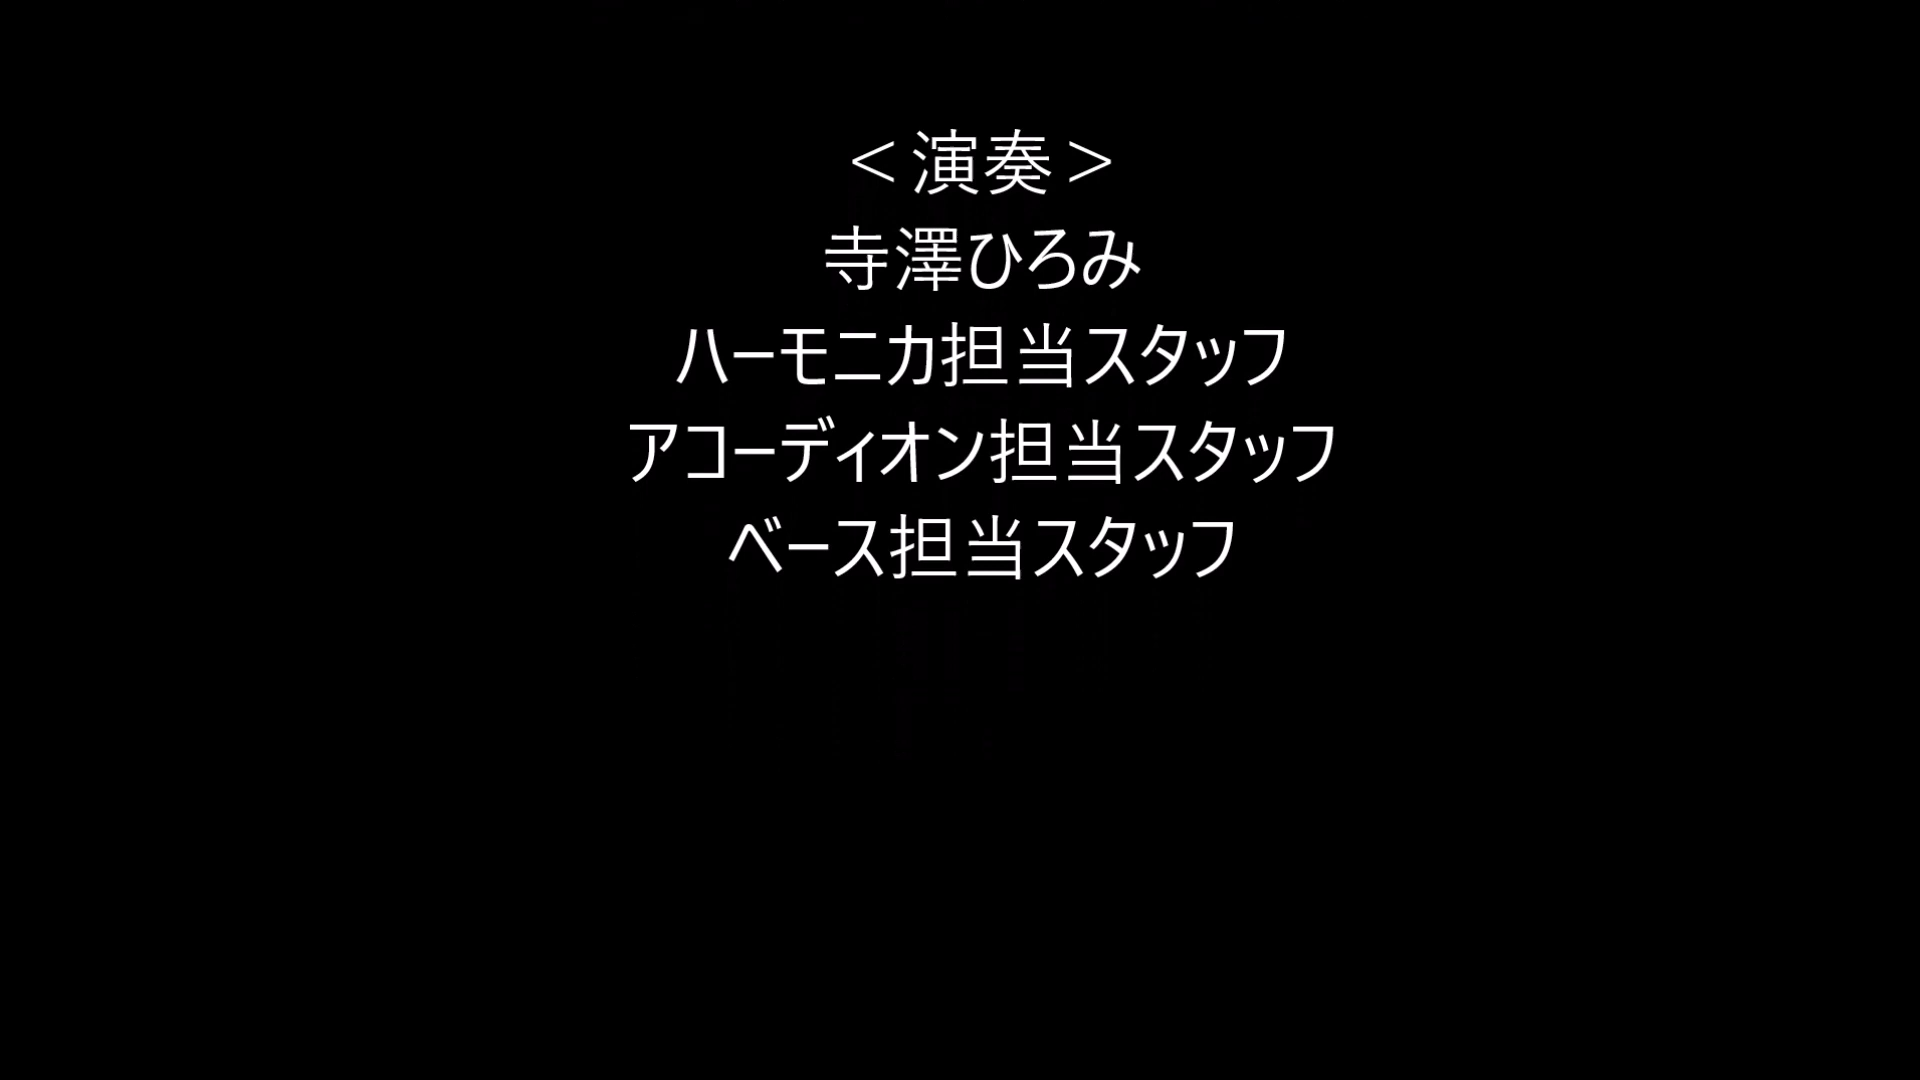 ＜演奏＞
寺澤ひろみ
ハーモニカ担当スタッフ
アコーディオン担当スタッフ
ベース担当スタッフ